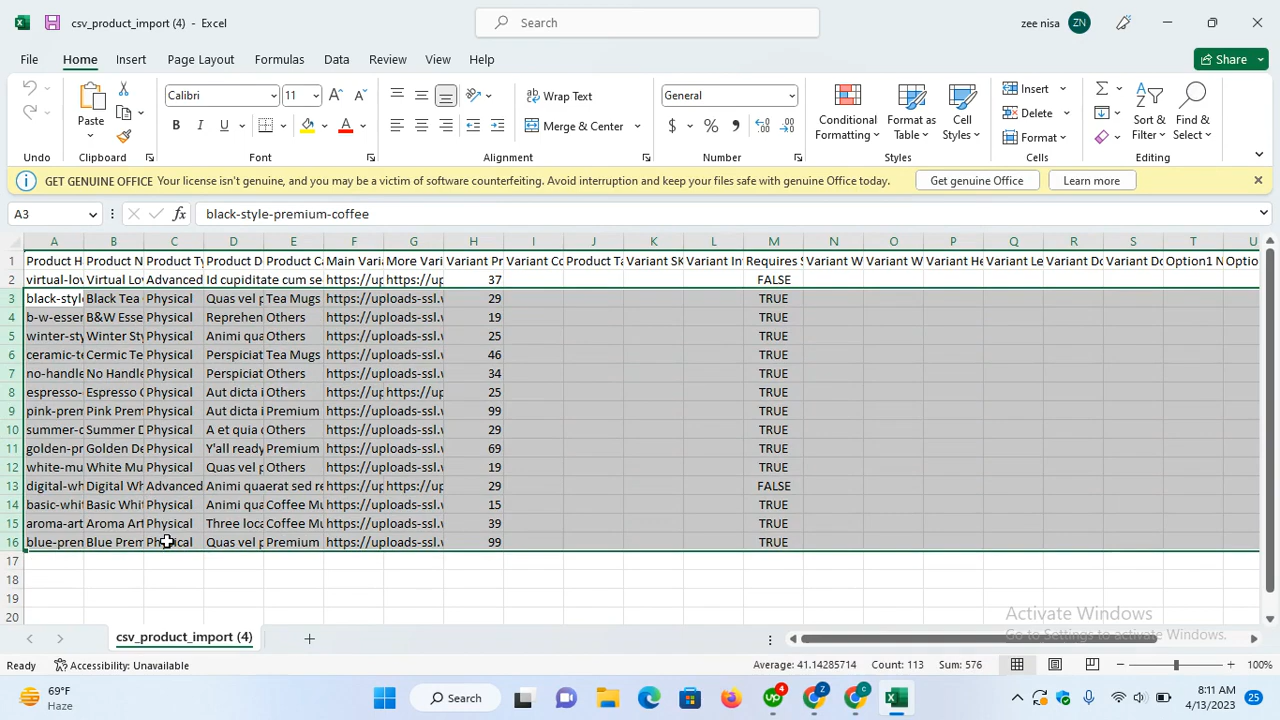 csv_product_import (4) - Excel
Search
zee nisa
ZN
File
Home
Insert
Page Layout
Formulas
Data
Review
View
Help
Share
Calibri
11
Wrap Text
General
Insert
Paste
B I U
A
Merge & Center
$ % ,
Conditional Formatting
Format as Table
Cell Styles
Delete
Format
Sort & Filter
Find & Select
Undo
Clipboard
Font
Alignment
Number
Styles
Cells
Editing
GET GENUINE OFFICE Your license isn't genuine, and you may be a victim of software counterfeiting. Avoid interruption and keep your files safe with genuine Office today.
Get genuine Office
Learn more
A3
fx
black-style-premium-coffee
A B C D E F G H I J K L M N O P Q R S T U
1 Product H Product N Product Ty Product D Product Ca Main Varia More Vari Variant Pr Variant Co Product Ta Variant SK Variant Inv Requires S Variant W Variant W Variant He Variant Le Variant Do Variant Do Option1 N Optio
2 virtual-lov Virtual Lov Advanced Id cupiditate cum se https://up https://up 37 FALSE
3 black-style Black Tea Physical Quas vel p Tea Mugs https://uploads-ssl.v 29 TRUE
4 b-w-essen B&W Esse Physical Reprehen Others https://uploads-ssl.v 19 TRUE
5 winter-sty Winter Sty Physical Animi qua Others https://uploads-ssl.v 25 TRUE
6 ceramic-te Cermic Te Physical Perspiciat Tea Mugs https://uploads-ssl.v 46 TRUE
7 no-handle No Handle Physical Perspiciat Others https://uploads-ssl.v 34 TRUE
8 espresso- Espresso C Physical Aut dicta i Others https://up https://up 25 TRUE
9 pink-prem Pink Prem Physical Aut dicta i Premium https://uploads-ssl.v 99 TRUE
10 summer-c Summer D Physical A et quia c Others https://uploads-ssl.v 29 TRUE
11 golden-pr Golden De Physical Y'all ready Premium https://uploads-ssl.v 69 TRUE
12 white-mu White Mu Physical Quas vel p Others https://uploads-ssl.v 19 TRUE
13 digital-wh Digital Wh Advanced Animi quaerat sed re https://up https://up 29 FALSE
14 basic-whit Basic Whit Physical Animi qua Coffee Mu https://uploads-ssl.v 15 TRUE
15 aroma-art Aroma Art Physical Three loca Coffee Mu https://uploads-ssl.v 39 TRUE
16 blue-pren Blue Prem Physical Quas vel p Premium https://uploads-ssl.v 99 TRUE
17
18
19
20
Activate Windows
Go to Settings to activate Windows.
csv_product_import (4)
Ready
Accessibility: Unavailable
Average: 41.14285714
Count: 113
Sum: 576
100%
69°F
Haze
Search
4
Z
c
8:11 AM
4/13/2023
25